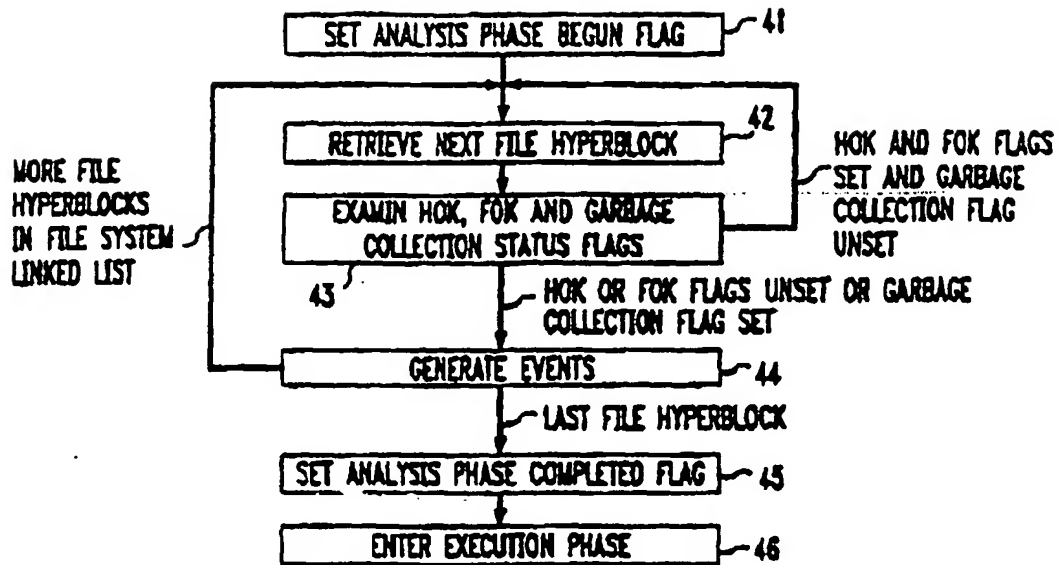 SET ANALYSIS PHASE BEGUN FLAG
41
RETRIEVE NEXT FILE HYPERBLOCK
42
MORE FILE
HYPERBLOCKS
IN FILE SYSTEM
LINKED LIST
EXAMIN HOK, FOK AND GARBAGE
COLLECTION STATUS FLAGS
43
HOK AND FOK FLAGS
SET AND GARBAGE
COLLECTION FLAG
UNSET
HOK OR FOK FLAGS UNSET OR GARBAGE
COLLECTION FLAG SET
GENERATE EVENTS
44
LAST FILE HYPERBLOCK
SET ANALYSIS PHASE COMPLETED FLAG
45
ENTER EXECUTION PHASE
46